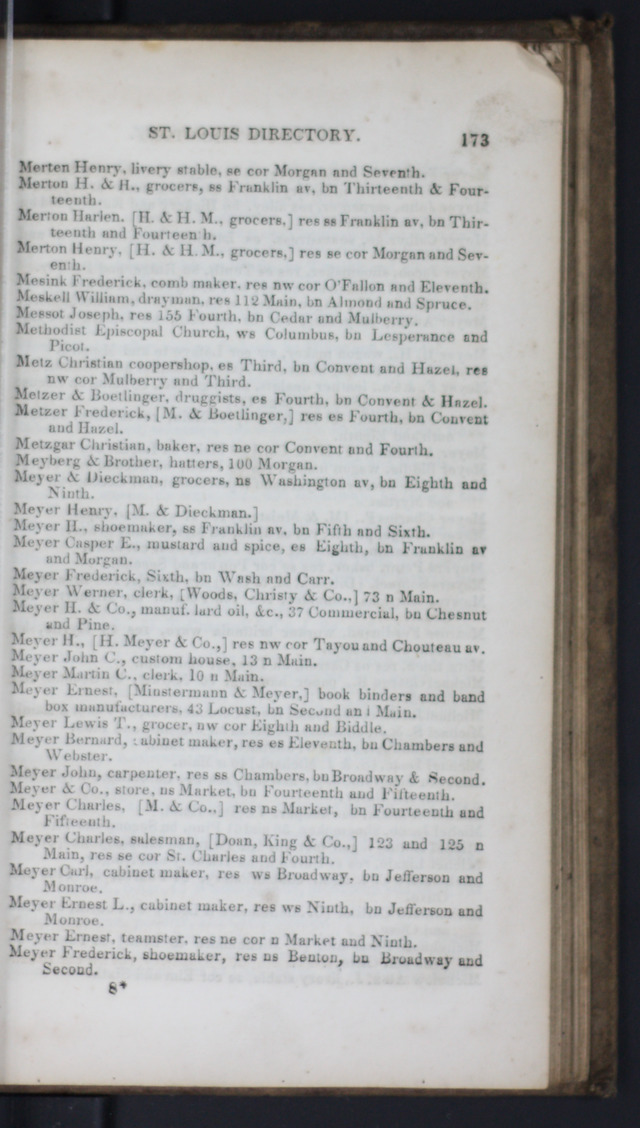 ST. LOUIS DIRECTORY. 173
Merten Henry, livery stable, se cor Morgan and Seventh.
Merton H. & H., grocers, ss Franklin av, bn Thirteenth & Four-
teenth.
Merton Harlen. [H. & H. M., grocers,] res ss Franklin av, bn Thir-
teenth and Fourteen h.
Merton Henry, [H. & H. M., grocers,] res se cor Morgan and Sev-
enth.
Mesink Frederick, comb maker, res nw cor O'Fallon and Eleventh.
Meskell William, drayman, res 112 Main, bn Almond and Spruce.
Messot Joseph, res 155 Fourth, bn Cedar and Mulberry.
Methodist Episcopal Church, ws Columbus, bn Lesperance and
Picot.
Metz Christian coopershop, es Third, bn Convent and Hazel, res
nw cor Mulberry and Third.
Metzer & Boetlinger, druggists, es Fourth, bn Convent & Hazel.
Metzer Frederick, [M. & Boetlinger,] res es Fourth, bn Convent
and Hazel.
Metzgar Christian, baker, res ne cor Convent and Fourth.
Meyberg & Brother, hatters, 100 Morgan.
Meyer & Dieckman, grocers, ns Washington av, bn Eighth and
Ninth.
Meyer Henry, [M. & Dieckman.]
Meyer H., shoemaker, ss Franklin av, bn Fifth and Sixth.
Meyer Casper E., mustard and spice, es Eighth, bn Franklin av
and Morgan.
Meyer Frederick, Sixth, bn Wash and Carr.
Meyer Werner, clerk, [Woods, Christy & Co.,] 73 n Main.
Meyer H. & Co., manuf. lard oil, &c., 37 Commercial, bn Chesnut
and Pine.
Meyer H., [H. Meyer & Co.,] res nw cor Tayou and Chouteau av.
Meyer John C., custom house, 13 n Main.
Meyer Martin C., clerk, 10 n Main.
Meyer Ernest, [Minstermann & Meyer,] book binders and band
box manufacturers, 43 Locust, bn Second an i Main.
Meyer Lewis T., grocer, nw cor Eighth and Biddle.
Meyer Bernard, cabinet maker, res es Eleventh, bn Chambers and
Webster.
Meyer John, carpenter, res ss Chambers, bn Broadway & Second.
Meyer & Co., store, ns Market, bn Fourteenth and Fifteenth.
Meyer Charles, [M. & Co.,] res ns Market, bn Fourteenth and
Fifteenth.
Meyer Charles, salesman, [Doan, King & Co.,] 123 and 125 n
Main, res se cor St. Charles and Fourth.
Meyer Carl, cabinet maker, res ws Broadway, bn Jefferson and
Monroe.
Meyer Ernest L., cabinet maker, res ws Ninth, bn Jefferson and
Monroe.
Meyer Ernest, teamster, res ne cor n Market and Ninth.
Meyer Frederick, shoemaker, res ns Benton, bn Broadway and
Second.
8*